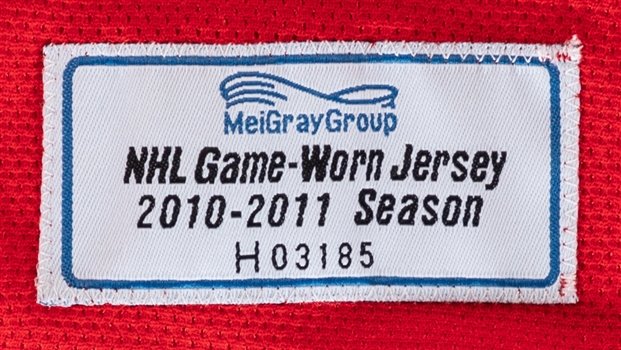 MeiGrayGroup
NHL Game-Worn Jersey
2010-2011 Season
H03185